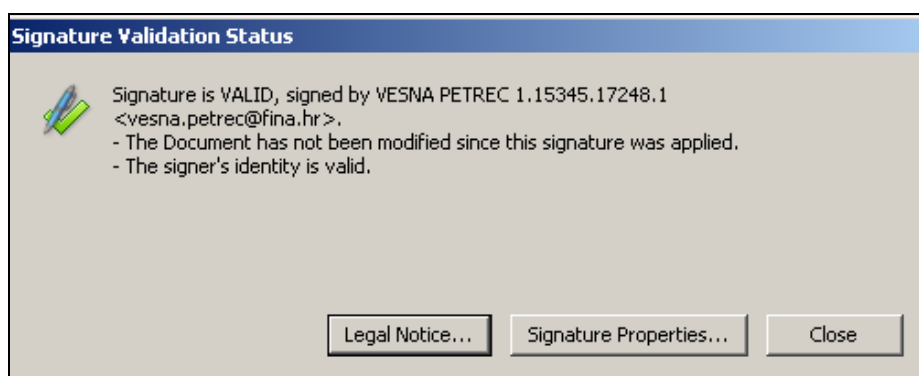 Signature Validation Status
Signature is VALID, signed by VESNA PETREC 1.15345.17248.1
<vesna.petrec@fina.hr>.
- The Document has not been modified since this signature was applied.
- The signer's identity is valid.
Legal Notice... Signature Properties... Close